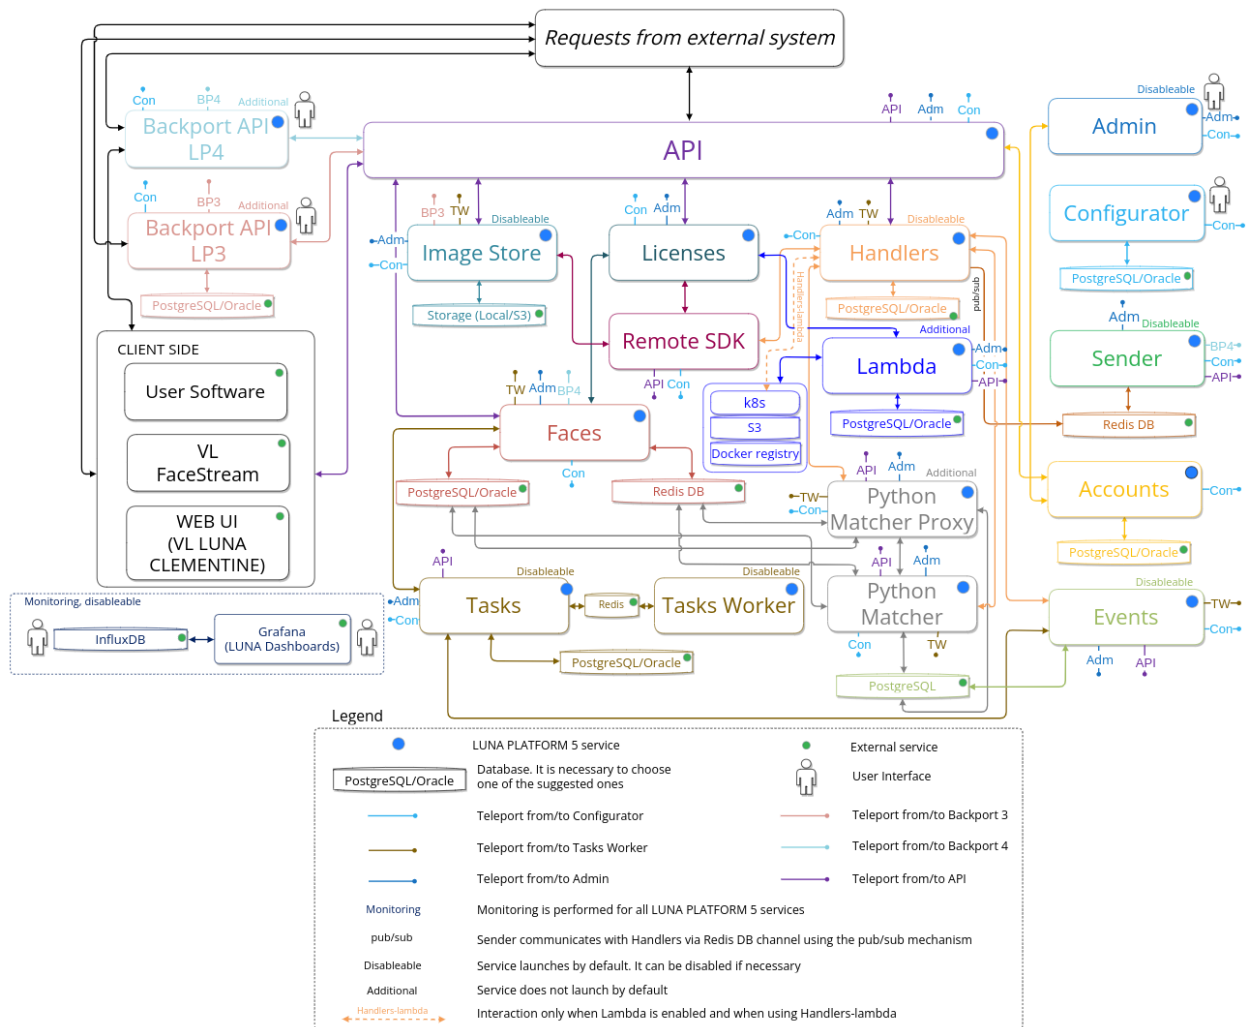 Requests from external system
Con
BP4
Additional
Backport API
LP4
API
Adm
Con
API
Disableable
Admin
Adm
Con
Con
BP3
Additional
Backport API
LP3
PostgreSQL/Oracle
BP3
TW
Disableable
Adm
Con
Image Store
Storage (Local/S3)
Con
Adm
Licenses
Adm
TW
Disableable
Con
Handlers
PostgreSQL/Oracle
Handlers-lambda
pub/sub
Configurator
Con
PostgreSQL/Oracle
Remote SDK
API
Con
Additional
Lambda
Adm
Con
API
PostgreSQL/Oracle
k8s
S3
Docker registry
Adm
Disableable
Sender
BP4
Con
API
Redis DB
CLIENT SIDE
User Software
VL
FaceStream
WEB UI
(VL LUNA
CLEMENTINE)
TW
Adm
BP4
Faces
Con
PostgreSQL/Oracle
Redis DB
API
Adm
Additional
TW
Con
Python
Matcher Proxy
Accounts
Con
PostgreSQL/Oracle
API
Disableable
Adm
Con
Tasks
Redis
Disableable
Tasks Worker
PostgreSQL/Oracle
API
Adm
Python
Matcher
Con
TW
PostgreSQL
Disableable
Events
TW
Con
Adm
API
Monitoring, disableable
InfluxDB
Grafana
(LUNA Dashboards)
Legend
LUNA PLATFORM 5 service
External service
PostgreSQL/Oracle
Database. It is necessary to choose
one of the suggested ones
User Interface
Teleport from/to Configurator
Teleport from/to Backport 3
Teleport from/to Tasks Worker
Teleport from/to Backport 4
Teleport from/to Admin
Teleport from/to API
Monitoring
Monitoring is performed for all LUNA PLATFORM 5 services
pub/sub
Sender communicates with Handlers via Redis DB channel using the pub/sub mechanism
Disableable
Service launches by default. It can be disabled if necessary
Additional
Service does not launch by default
Handlers-lambda
Interaction only when Lambda is enabled and when using Handlers-lambda